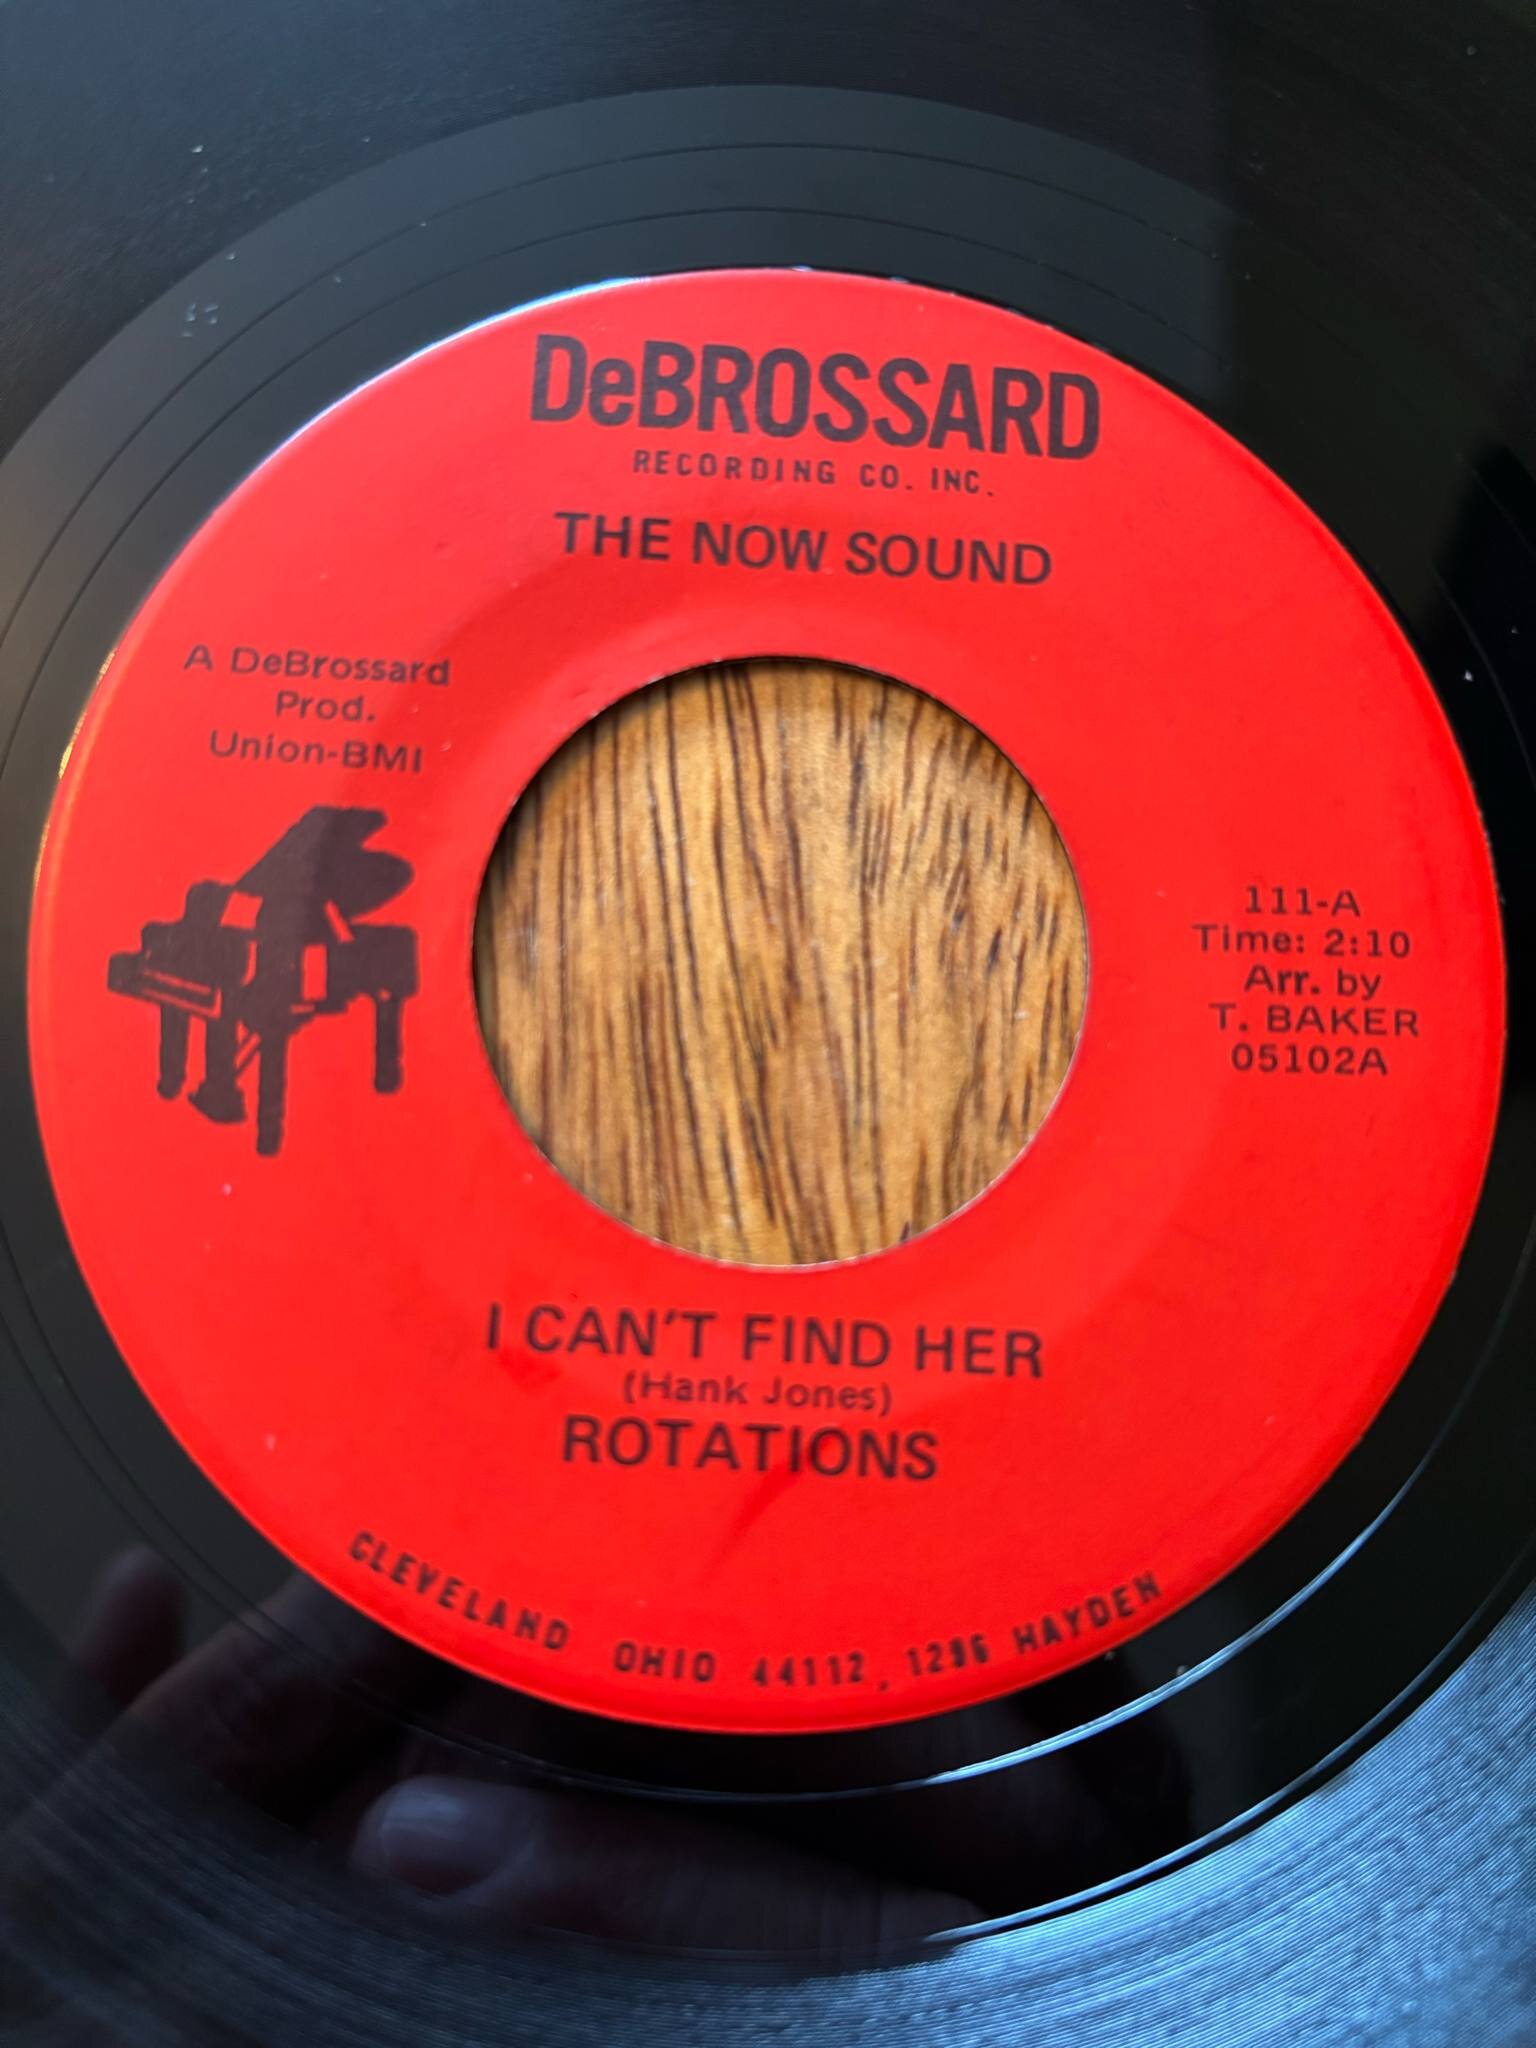 DeBROSSARD
RECORDING CO. INC.
THE NOW SOUND
A DeBrossard
Prod.
Union-BMI
111-A
Time: 2:10
Arr. by
T. BAKER
05102A
I CAN'T FIND HER
(Hank Jones)
ROTATIONS
CLEVELAND OHIO 44112, 1296 HAYDEN